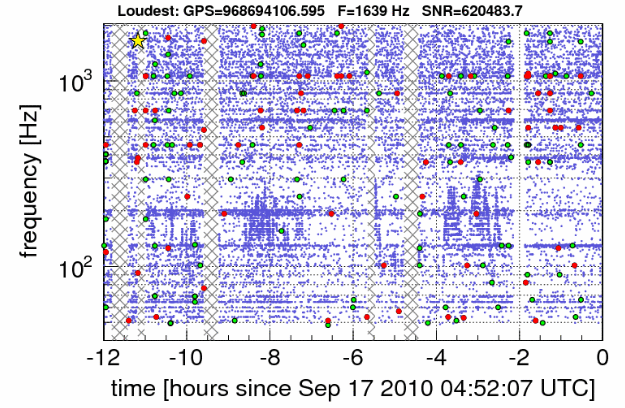 Loudest: GPS=968694106.595 F=1639 Hz SNR=620483.7
frequency [Hz]
10³
10²
-12 -10 -8 -6 -4 -2 0
time [hours since Sep 17 2010 04:52:07 UTC]